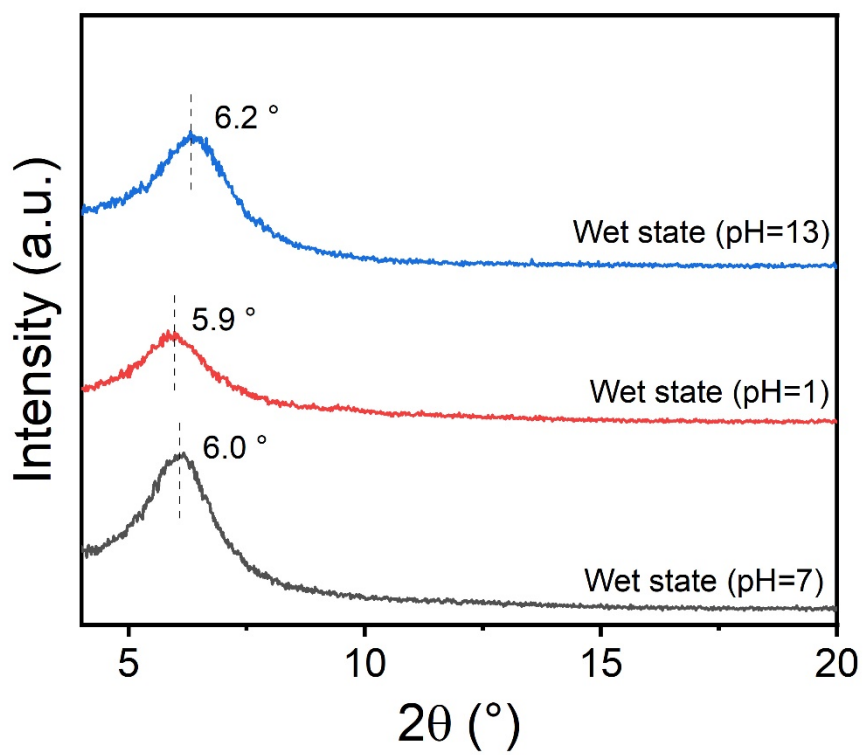 6.2 °
Wet state (pH=13)
5.9 °
Wet state (pH=1)
6.0 °
Wet state (pH=7)
Intensity (a.u.)
5 10 15 20
2θ (°)